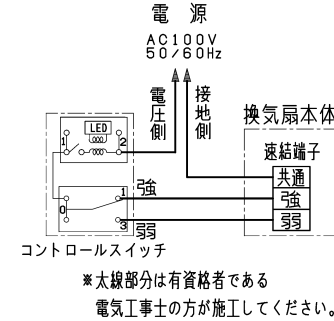 電 源
AC100V
50/60Hz
電圧側
接地側
換気扇本体
速結端子
共通
強
弱
LED
1
2
0
1
3
強
弱
コントロールスイッチ
※太線部分は有資格者である
電気工事士の方が施工してください。